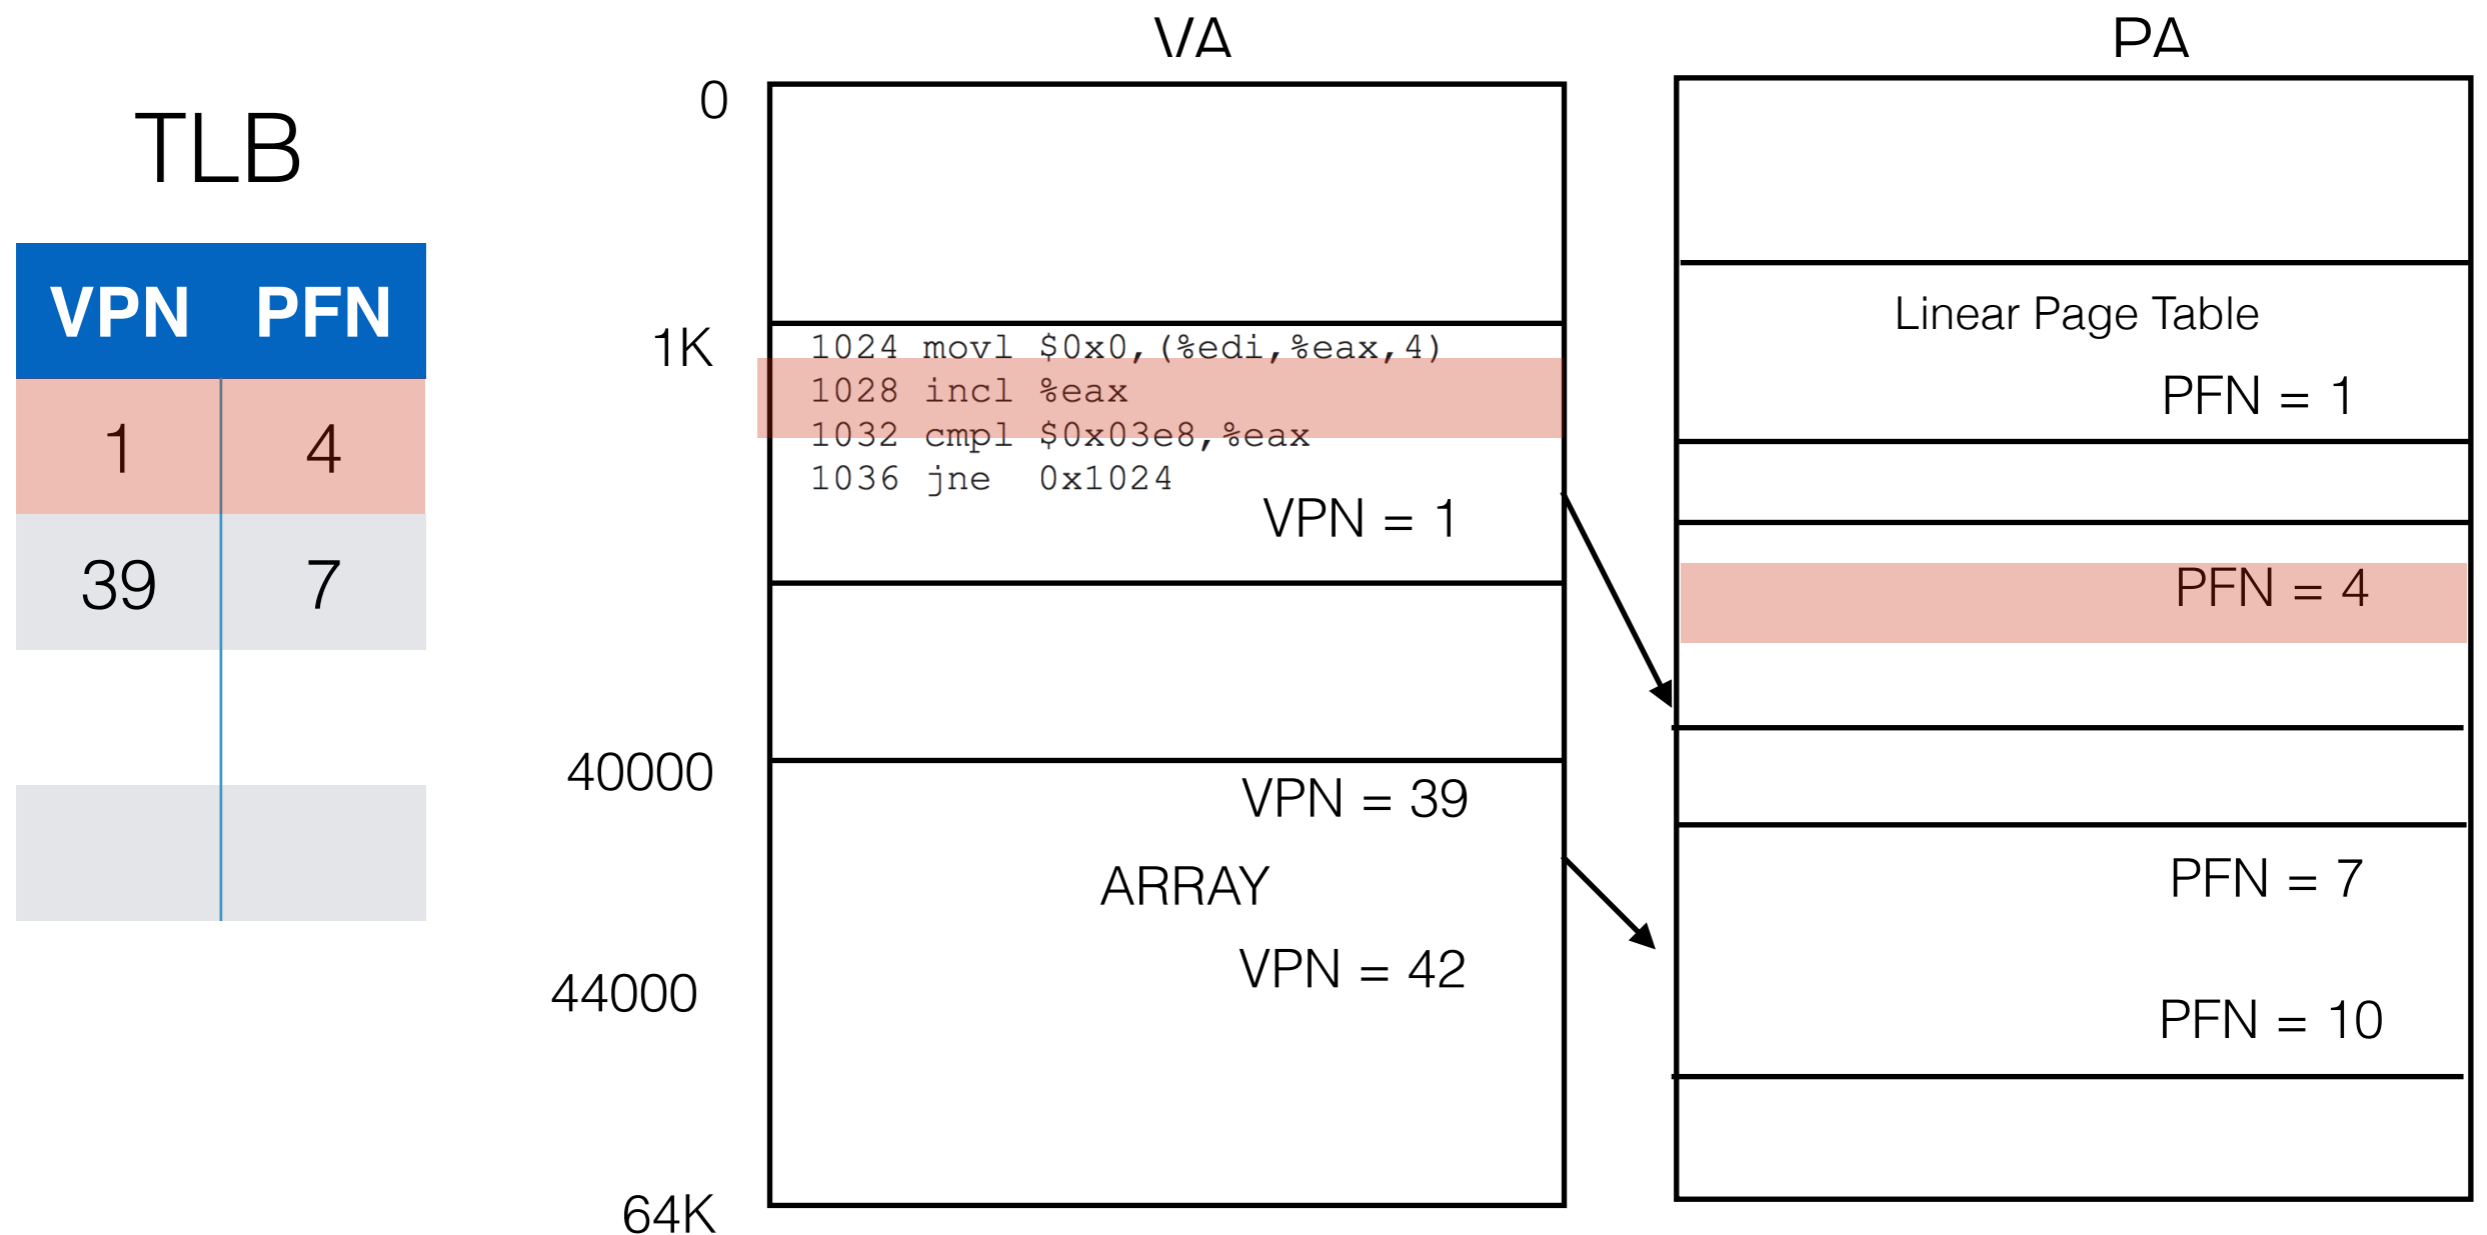 TLB
VPN PFN
1 4
39 7
VA
0
1K
1024 movl $0x0,(%edi,%eax,4)
1028 incl %eax
1032 cmpl $0x03e8,%eax
1036 jne 0x1024
VPN = 1
40000
VPN = 39
ARRAY
VPN = 42
44000
64K
PA
Linear Page Table
PFN = 1
PFN = 4
PFN = 7
PFN = 10